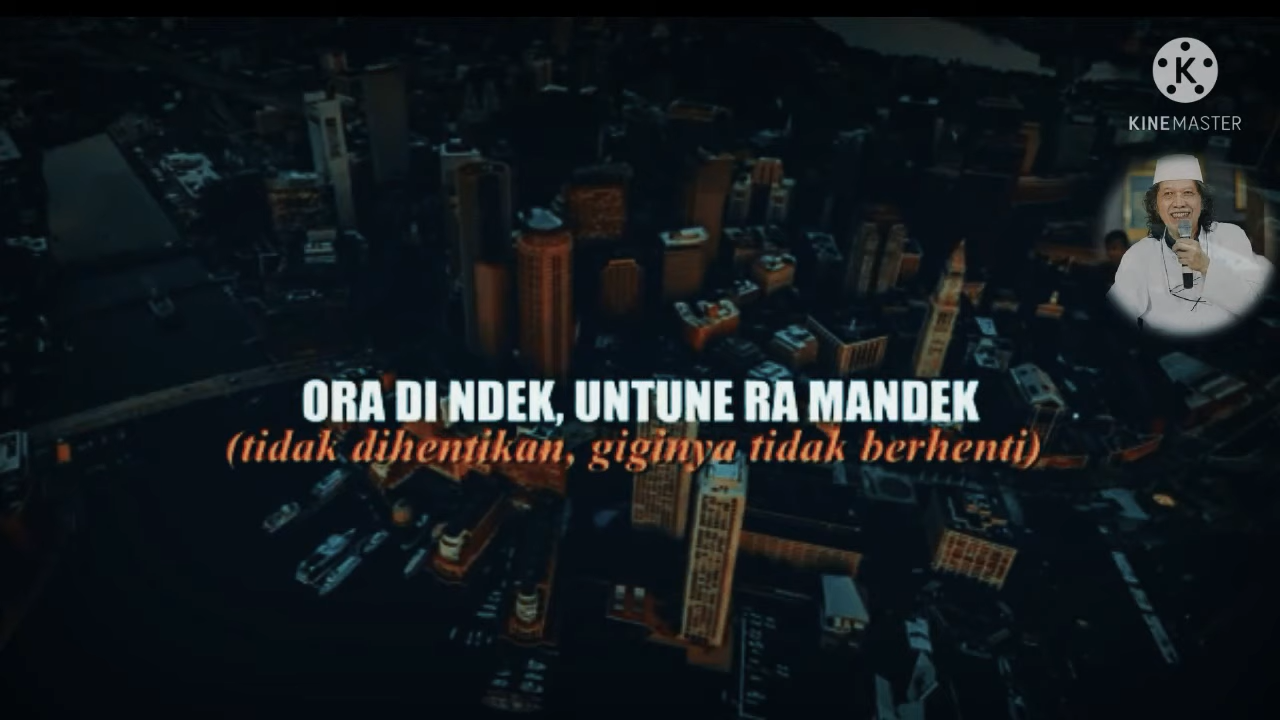 K
KINEMASTER
ORA DI NDEK, UNTUNE RA MANDEK
(tidak dihentikan, giginya tidak berhenti)